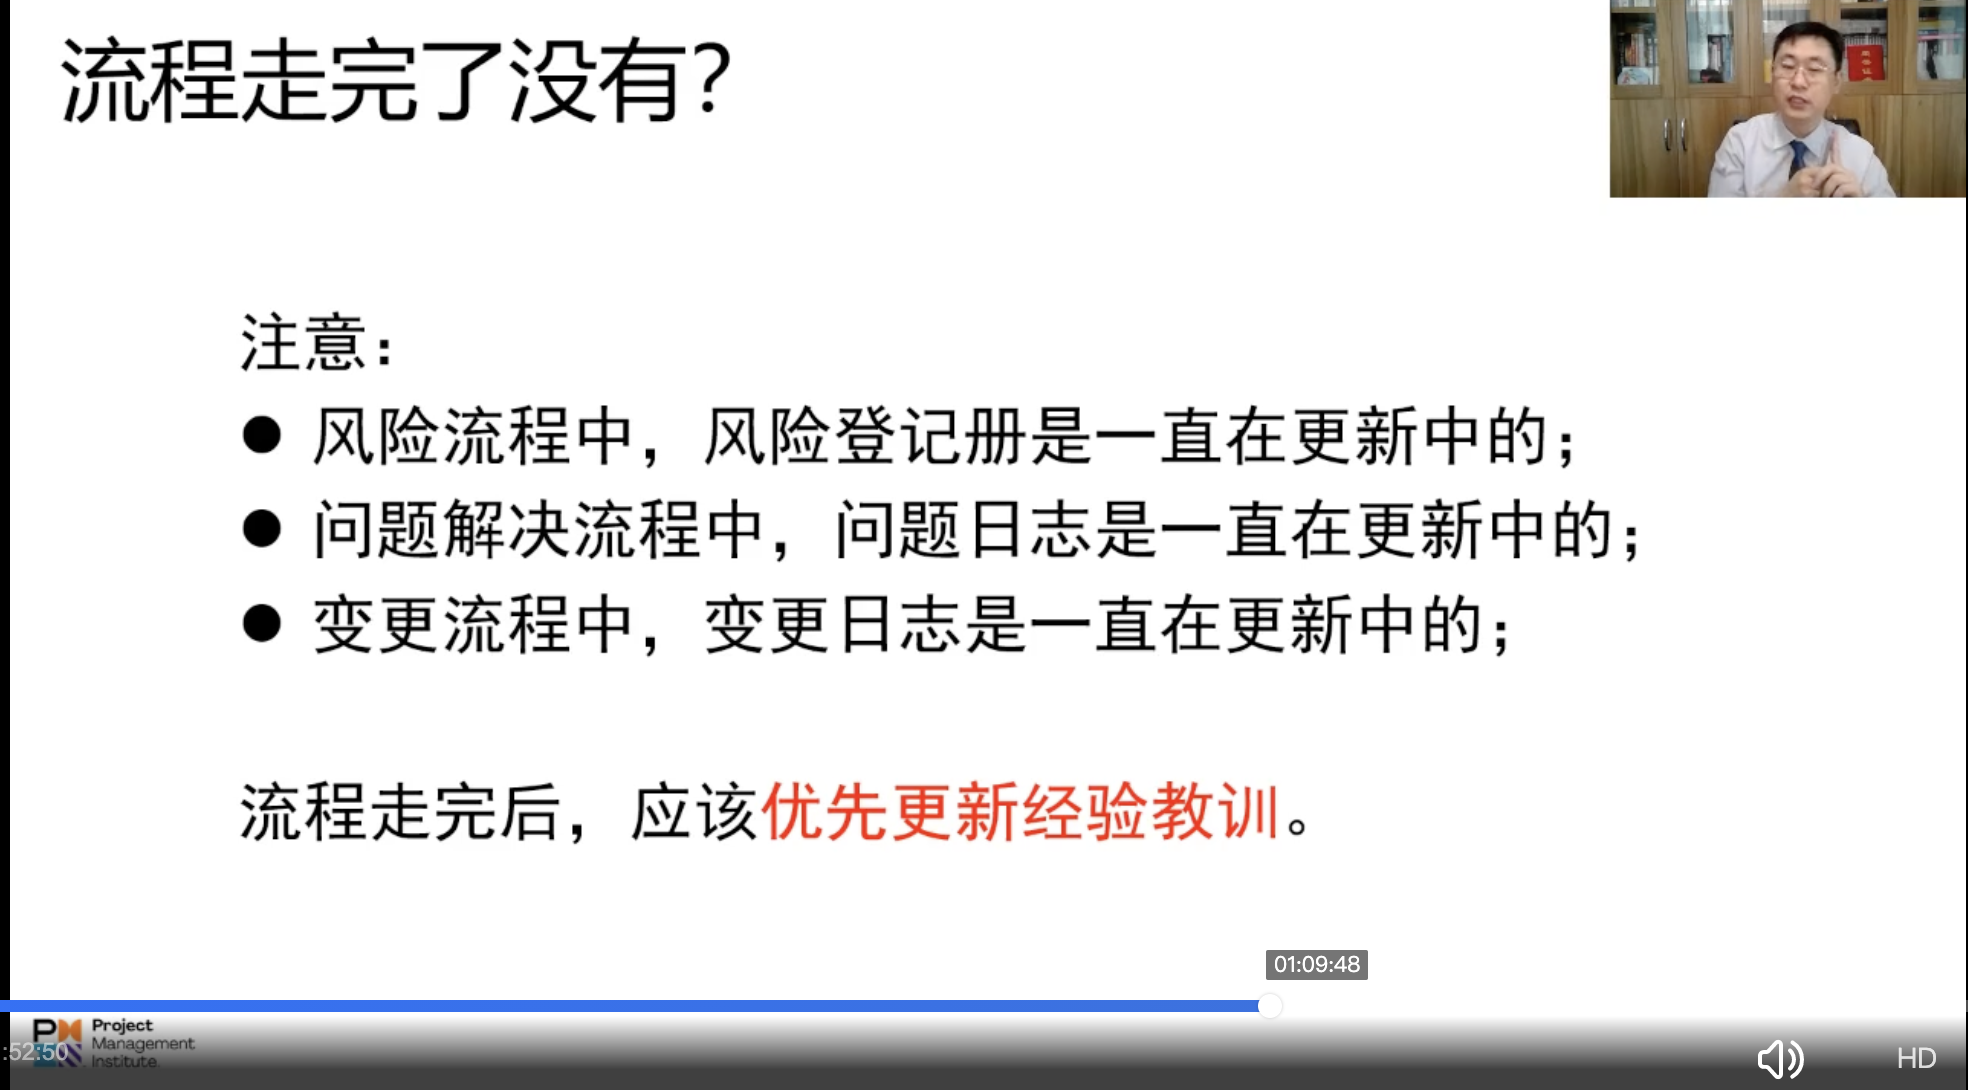 流程走完了没有？
注意：
● 风险流程中，风险登记册是一直在更新中的；
● 问题解决流程中，问题日志是一直在更新中的；
● 变更流程中，变更日志是一直在更新中的；
流程走完后，应该优先更新经验教训。
01:09:48
Project
Management
Institute.
:52:50
HD